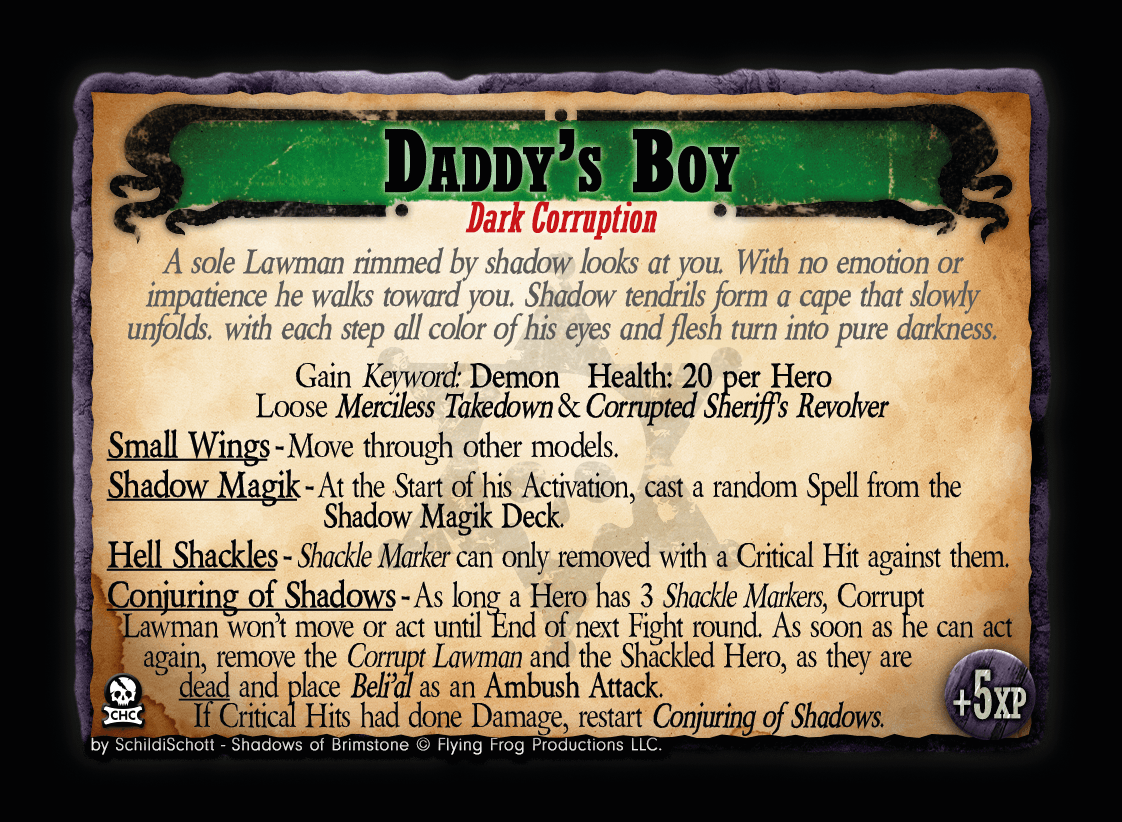 Daddy's Boy
Dark Corruption
A sole Lawman rimmed by shadow looks at you. With no emotion or
impatience he walks toward you. Shadow tendrils form a cape that slowly
unfolds. with each step all color of his eyes and flesh turn into pure darkness.
Gain Keyword: Demon Health: 20 per Hero
Loose Merciless Takedown & Corrupted Sheriff's Revolver
Small Wings - Move through other models.
Shadow Magik - At the Start of his Activation, cast a random Spell from the
Shadow Magik Deck.
Hell Shackles - Shackle Marker can only removed with a Critical Hit against them.
Conjuring of Shadows - As long a Hero has 3 Shackle Markers, Corrupt
Lawman won't move or act until End of next Fight round. As soon as he can act
again, remove the Corrupt Lawman and the Shackled Hero, as they are
dead and place Beli'al as an Ambush Attack.
If Critical Hits had done Damage, restart Conjuring of Shadows.
CHC
+5XP
by SchildiSchott - Shadows of Brimstone © Flying Frog Productions LLC.